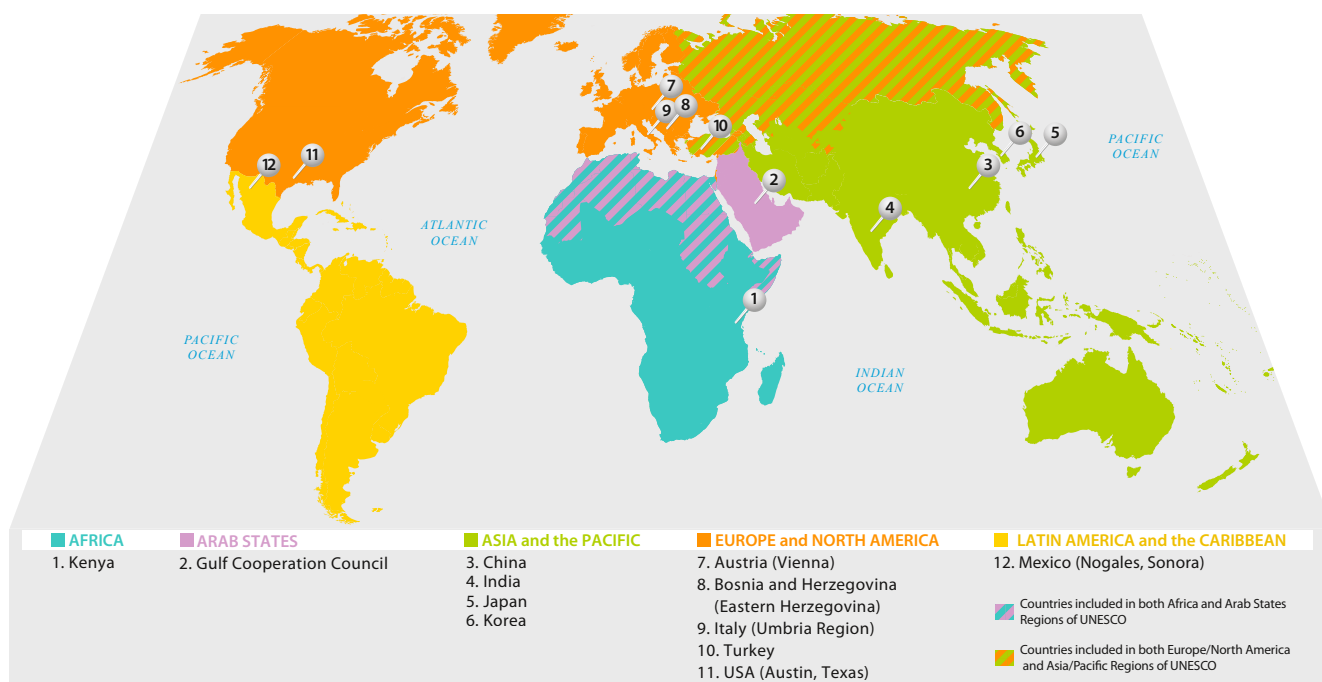 7
8
9
10
6
5
PACIFIC
OCEAN
12
11
3
2
4
ATLANTIC
OCEAN
1
PACIFIC
OCEAN
INDIAN
OCEAN
AFRICA
1. Kenya
ARAB STATES
2. Gulf Cooperation Council
ASIA and the PACIFIC
3. China
4. India
5. Japan
6. Korea
EUROPE and NORTH AMERICA
7. Austria (Vienna)
8. Bosnia and Herzegovina
(Eastern Herzegovina)
9. Italy (Umbria Region)
10. Turkey
11. USA (Austin, Texas)
LATIN AMERICA and the CARIBBEAN
12. Mexico (Nogales, Sonora)
Countries included in both Africa and Arab States
Regions of UNESCO
Countries included in both Europe/North America
and Asia/Pacific Regions of UNESCO